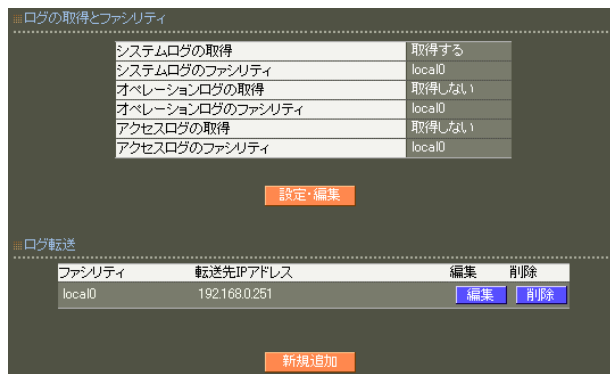 ログの取得とファシリティ
システムログの取得 取得する
システムログのファシリティ local0
オペレーションログの取得 取得しない
オペレーションログのファシリティ local0
アクセスログの取得 取得しない
アクセスログのファシリティ local0
設定・編集
ログ転送
ファシリティ 転送先IPアドレス 編集 削除
local0 192.168.0.251 編集 削除
新規追加